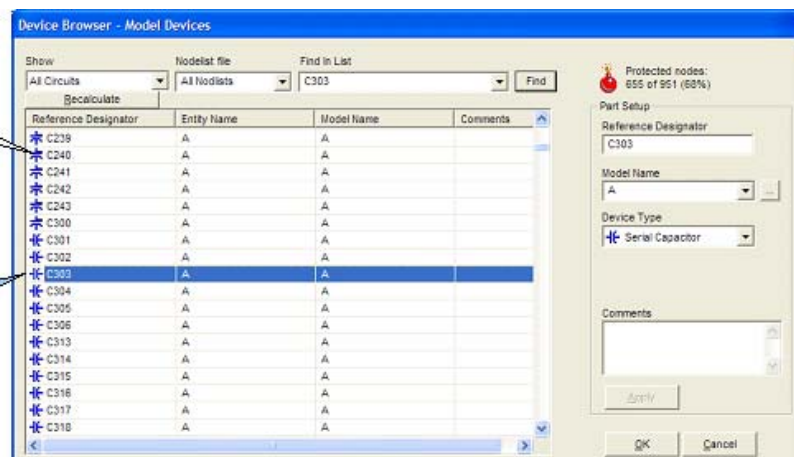 Device Browser - Model Devices
Show Nodelist file Find In List
All Circuits All Nodlists C303 Find
Recalculate
Reference Designator Entity Name Model Name Comments
C239 A A
C240 A A
C241 A A
C242 A A
C243 A A
C300 A A
C301 A A
C302 A A
C303 A A
C304 A A
C305 A A
C306 A A
C313 A A
C314 A A
C315 A A
C316 A A
C317 A A
C318 A A
Protected nodes:
655 of 951 (68%)
Part Setup
Reference Designator
C303
Model Name
A ...
Device Type
Serial Capacitor
Comments
Apply
OK Cancel